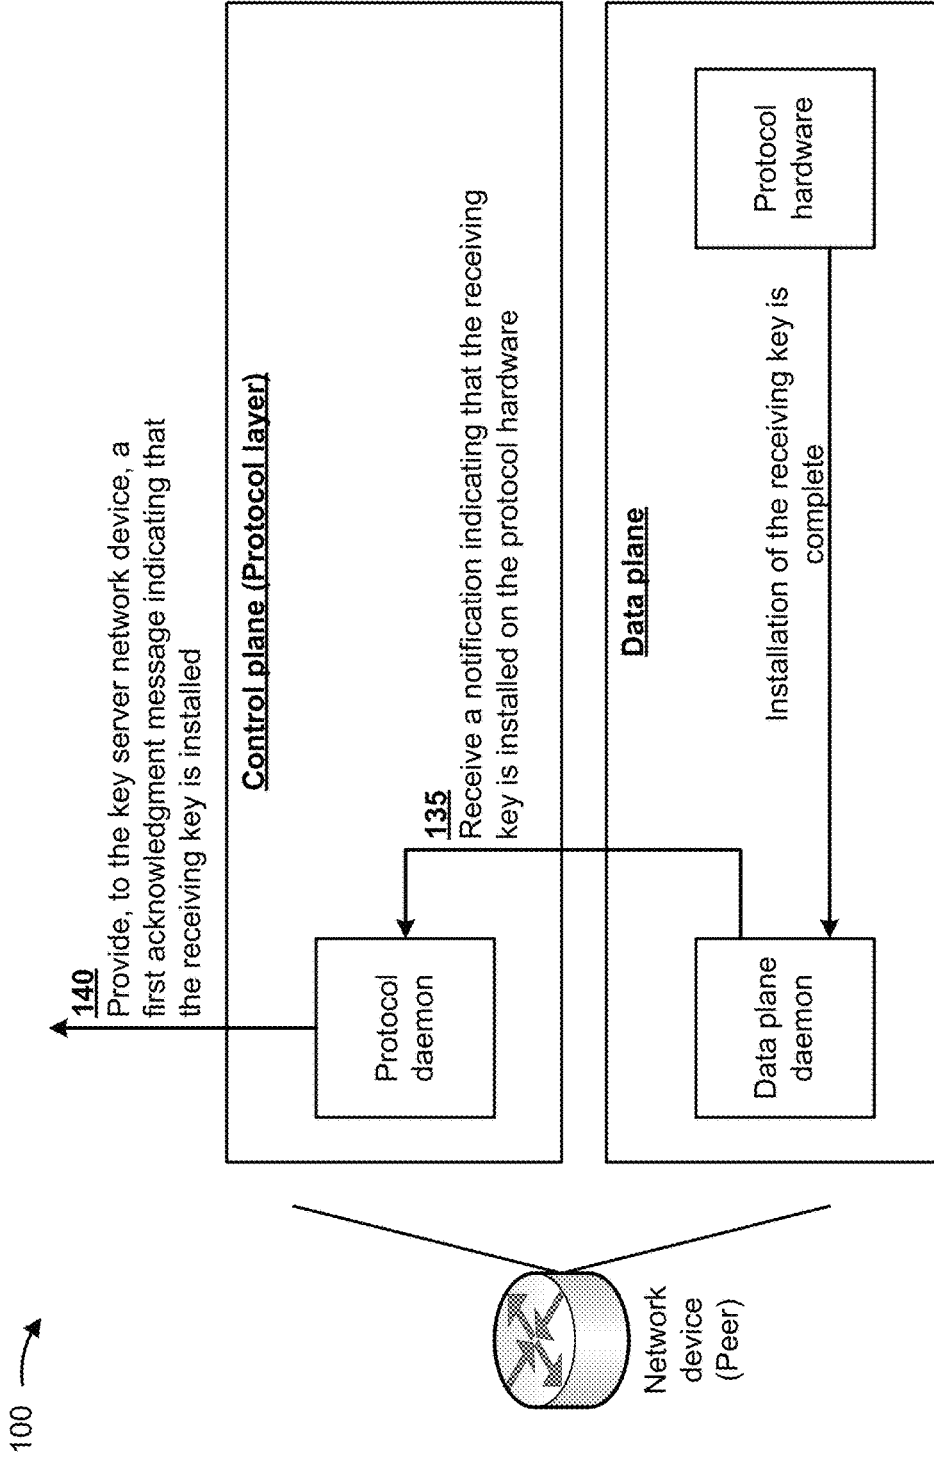 100
140
Provide, to the key server network device, a
first acknowledgment message indicating that
the receiving key is installed
Control plane (Protocol layer)
Protocol
daemon
135
Receive a notification indicating that the receiving
key is installed on the protocol hardware
Network
device
(Peer)
Data plane
Data plane
daemon
Installation of the receiving key is
complete
Protocol
hardware